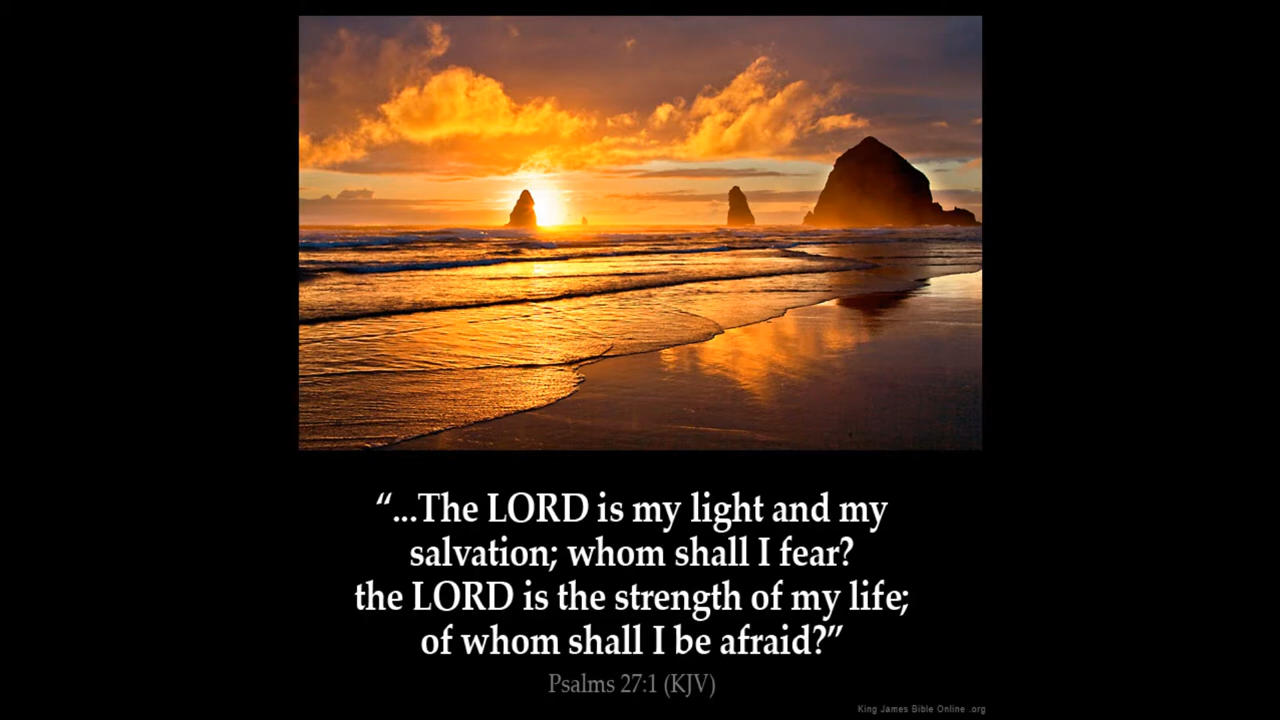 “...The LORD is my light and my
salvation; whom shall I fear?
the LORD is the strength of my life;
of whom shall I be afraid?”
Psalms 27:1 (KJV)
King James Bible Online .org